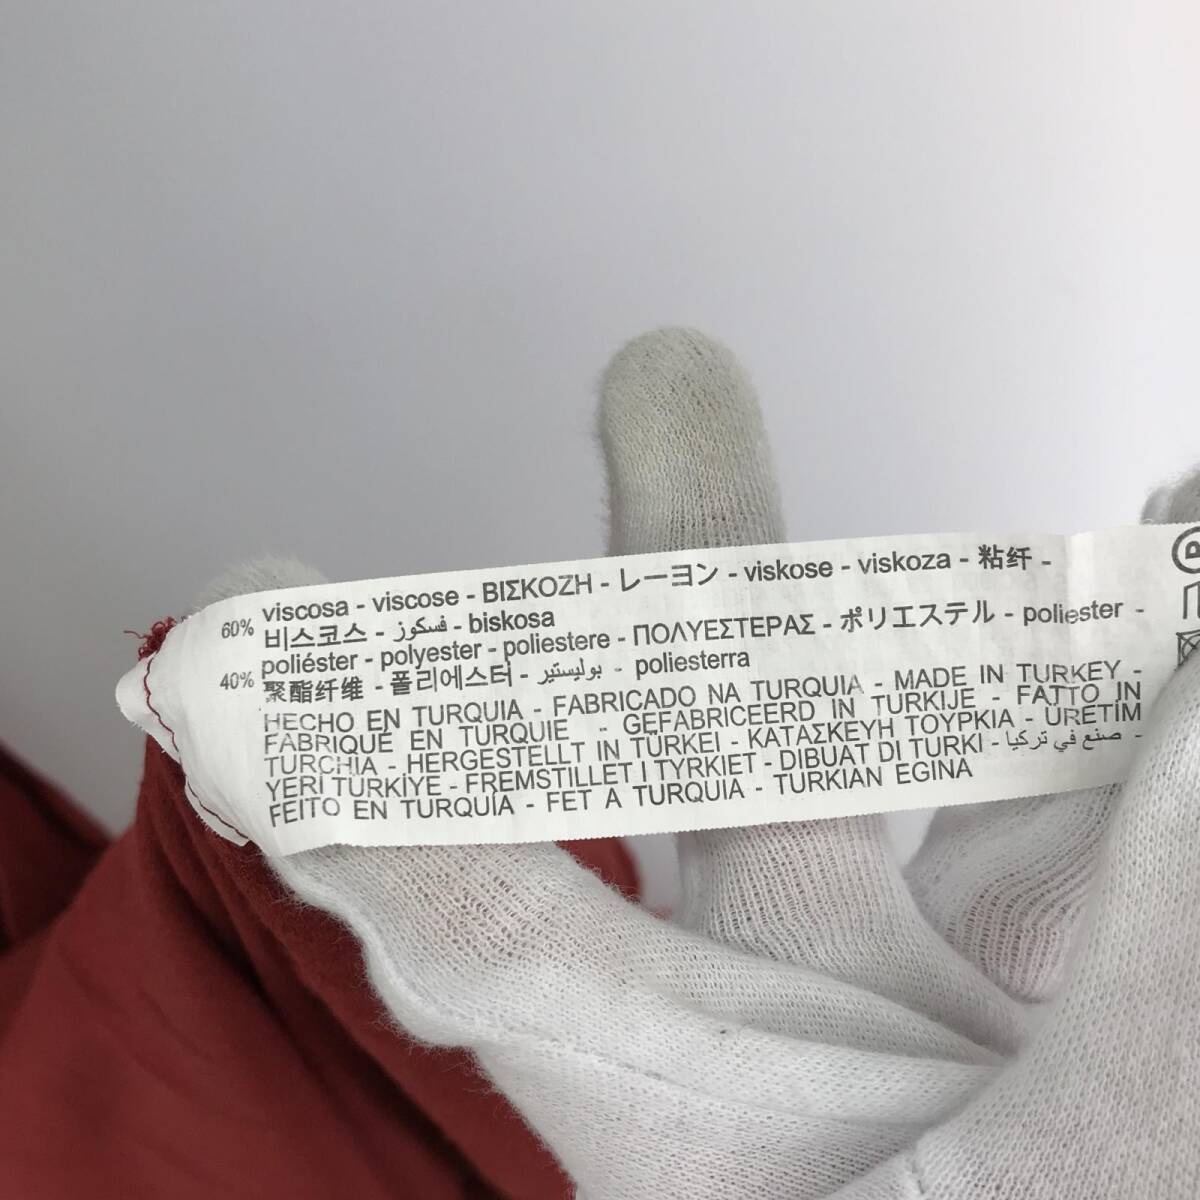 60% viscosa - viscose - ΒΙΣΚΟΖΗ - レーヨン - viskose - viskoza - 粘纤 -
비스코스 - فسكوز - biskosa
40% poliéster - polyester - poliestere - ΠΟΛΥΕΣΤΕΡΑΣ - ポリエステル - poliester -
聚酯纤维 - 폴리에스터 - بوليستير - poliesterra
HECHO EN TURQUIA - FABRICADO NA TURQUIA - MADE IN TURKEY -
FABRIQUÉ EN TURQUIE - GEFABRICEERD IN TURKIJE - FATTO IN
TURCHIA - HERGESTELLT IN TÜRKEI - ΚΑΤΑΣΚΕΥΗ ΤΟΥΡΚΙΑ - ÜRETİM
YERİ TÜRKİYE - FREMSTILLET I TYRKIET - DIBUAT DI TURKI - صنع في تركيا -
FEITO EN TURQUÍA - FET A TURQUIA - TURKIAN EGINA